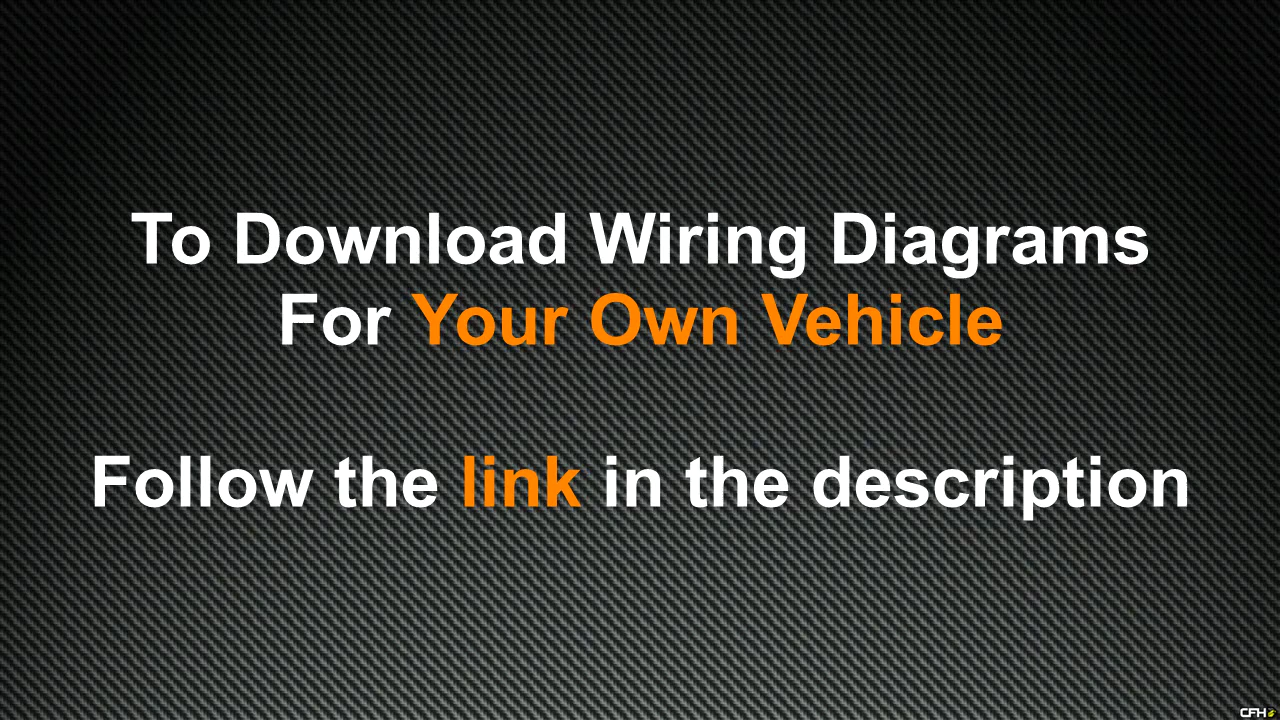 To Download Wiring Diagrams
For Your Own Vehicle
Follow the link in the description
CFH